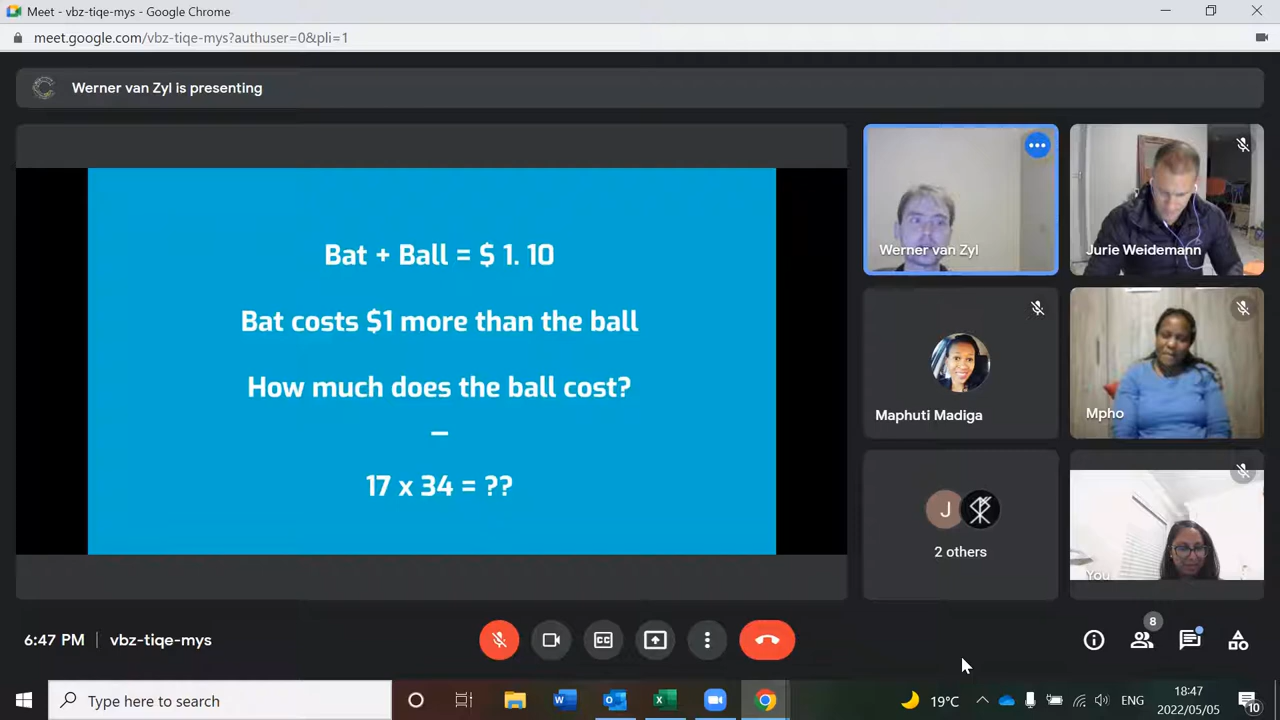 Meet - vbz-tiqe-mys - Google Chrome
meet.google.com/vbz-tiqe-mys?authuser=0&pli=1
Werner van Zyl is presenting
Bat + Ball = $ 1. 10
Bat costs $1 more than the ball
How much does the ball cost?
–
17 x 34 = ??
Werner van Zyl
Jurie Weidemann
Maphuti Madiga
Mpho
J
2 others
You
6:47 PM | vbz-tiqe-mys
CC
8
Type here to search
19°C
ENG
18:47
2022/05/05
10